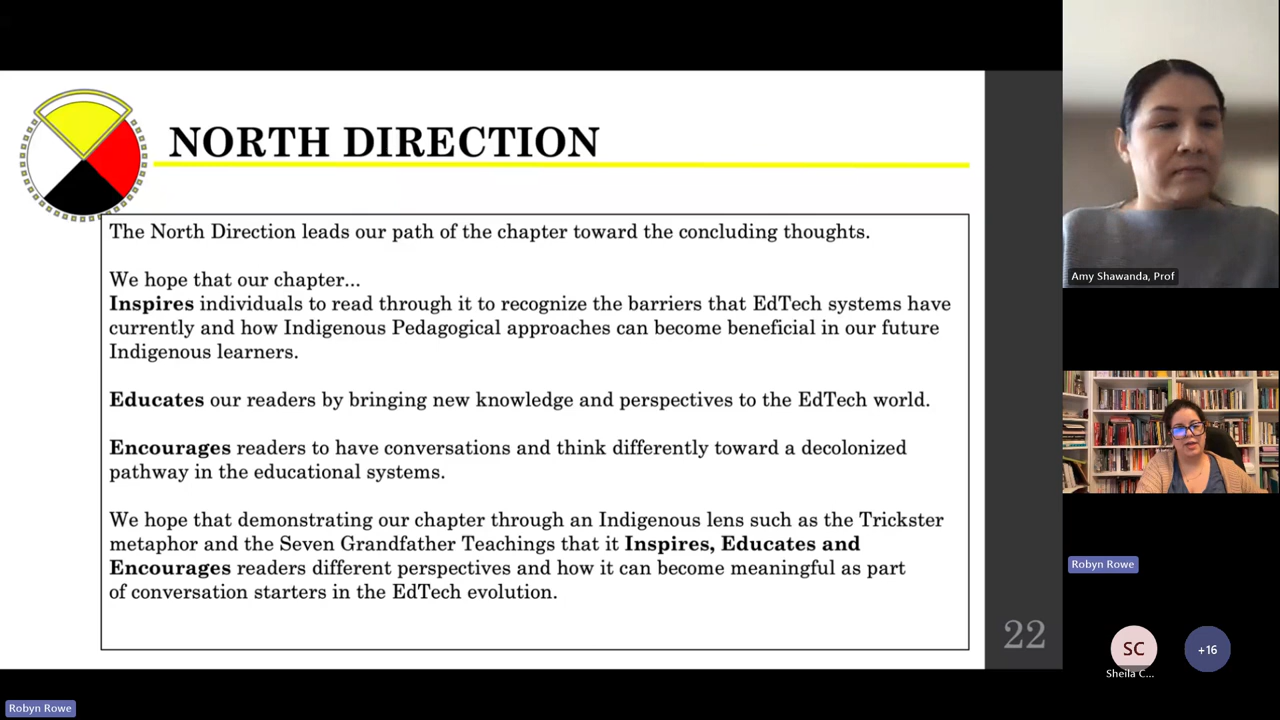 NORTH DIRECTION
The North Direction leads our path of the chapter toward the concluding thoughts.
We hope that our chapter...
Inspires individuals to read through it to recognize the barriers that EdTech systems have
currently and how Indigenous Pedagogical approaches can become beneficial in our future
Indigenous learners.
Educates our readers by bringing new knowledge and perspectives to the EdTech world.
Encourages readers to have conversations and think differently toward a decolonized
pathway in the educational systems.
We hope that demonstrating our chapter through an Indigenous lens such as the Trickster
metaphor and the Seven Grandfather Teachings that it Inspires, Educates and
Encourages readers different perspectives and how it can become meaningful as part
of conversation starters in the EdTech evolution.
22
Amy Shawanda, Prof
Robyn Rowe
SC
+16
Sheila C...
Robyn Rowe